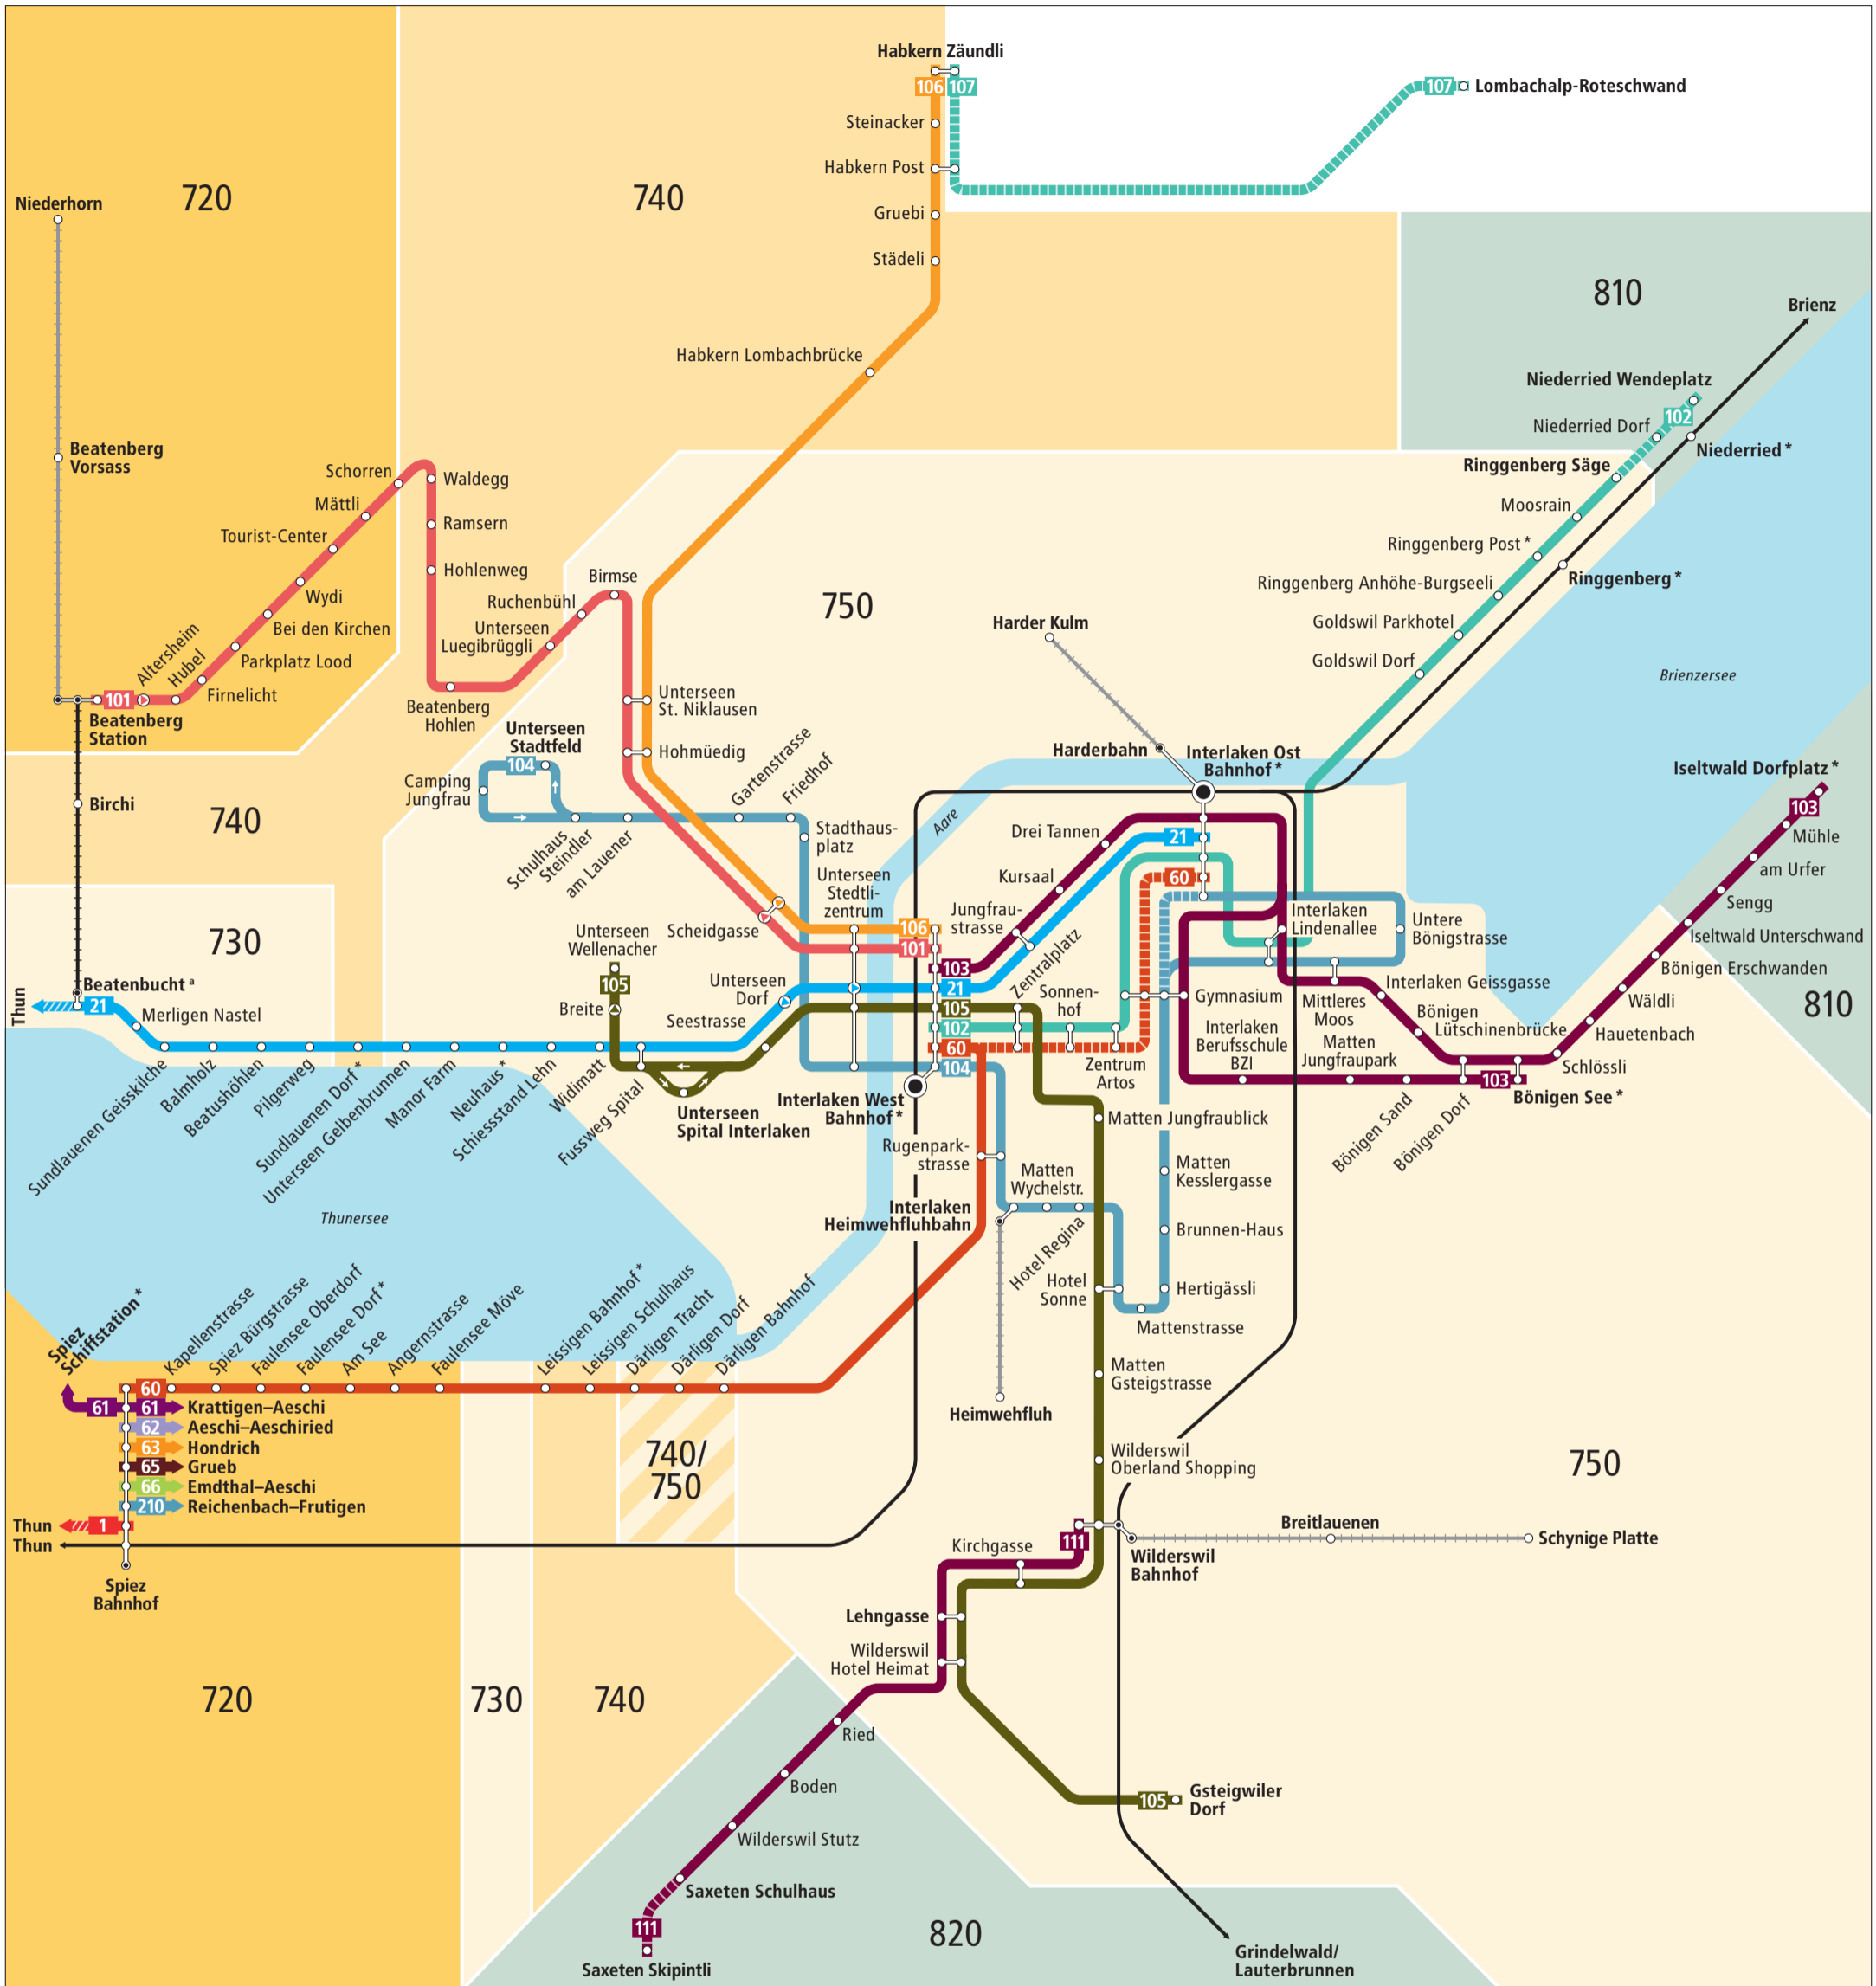 Habkern Zäundli
106
107
107
Lombachalp-Roteschwand
Steinacker
Habkern Post
Gruebi
Städeli
720
740
Niederhorn
810
Brienz
Habkern Lombachbrücke
Niederried Wendeplatz
102
Niederried Dorf
Niederried *
Beatenberg
Vorsass
Schorren
Waldegg
Mättli
Ramsern
Tourist-Center
Hohlenweg
Wydi
Bei den Kirchen
Parkplatz Lood
Firnelicht
Hubel
Altersheim
101
Beatenberg
Station
Ringgenberg Säge
Moosrain
Ringgenberg Post *
Ringgenberg *
Ringgenberg Anhöhe-Burgseeli
Goldswil Parkhotel
Goldswil Dorf
Birmse
Ruchenbühl
Unterseen
Luegibrüggli
Beatenberg
Hohlen
750
Harder Kulm
Brienzersee
Unterseen
St. Niklausen
Hohmüedig
Unterseen
Stadtfeld
104
Camping
Jungfrau
Schulhaus
Steindler
am Lauener
Gartenstrasse
Friedhof
Stadthaus-
platz
Harderbahn
Interlaken Ost
Bahnhof *
Iseltwald Dorfplatz *
103
Mühle
am Urfer
Sengg
Iseltwald Unterschwand
Bönigen Erschwanden
Wäldli
Hauetenbach
Schlössli
Birchi
740
730
Aare
Drei Tannen
21
Kursaal
60
Unterseen
Stedtli-
zentrum
Scheidgasse
106
101
Jungfrau-
strasse
103
21
105
102
60
104
Zentralplatz
Sonnen-
hof
Zentrum
Artos
Interlaken
Lindenallee
Untere
Bönigstrasse
Interlaken Geissgasse
Gymnasium
Mittleres
Moos
Bönigen
Lütschinenbrücke
Interlaken
Berufsschule
BZI
Matten
Jungfraupark
103
Bönigen See *
Bönigen Sand
Bönigen Dorf
810
Unterseen
Wellenacher
105
Breite
Unterseen
Dorf
Seestrasse
Beatenbucht ᵃ
Thun
21
Merligen Nastel
Sundlauenen Geisskilche
Balmholz
Beatushöhlen
Pilgerweg
Sundlauenen Dorf *
Unterseen Gelbenbrunnen
Manor Farm
Neuhaus *
Schiessstand Lehn
Widimatt
Fussweg Spital
Unterseen
Spital Interlaken
Interlaken West
Bahnhof *
Matten Jungfraublick
Rugenpark-
strasse
Matten
Wychelstr.
Matten
Kesslergasse
Interlaken
Heimwehfluhbahn
Hotel Regina
Brunnen-Haus
Hotel
Sonne
Hertigässli
Mattenstrasse
Thunersee
Matten
Gsteigstrasse
Heimwehfluh
Spiez
Schiffstation *
Kapellenstrasse
Spiez Bürgstrasse
Faulensee Oberdorf
Faulensee Dorf *
Am See
Angernstrasse
Faulensee Möve
Leissigen Bahnhof *
Leissigen Schulhaus
Därligen Tracht
Därligen Dorf
Därligen Bahnhof
60
61
61
Krattigen–Aeschi
62
Aeschi–Aeschiried
63
Hondrich
65
Grueb
66
Emdthal–Aeschi
210
Reichenbach–Frutigen
Thun
1
Thun
Spiez
Bahnhof
740/
750
Wilderswil
Oberland Shopping
750
Breitlauenen
Schynige Platte
111
Wilderswil
Bahnhof
Kirchgasse
Lehngasse
Wilderswil
Hotel Heimat
720
730
740
Ried
Boden
Wilderswil Stutz
105
Gsteigwiler
Dorf
Saxeten Schulhaus
111
Saxeten Skipintli
820
Grindelwald/
Lauterbrunnen